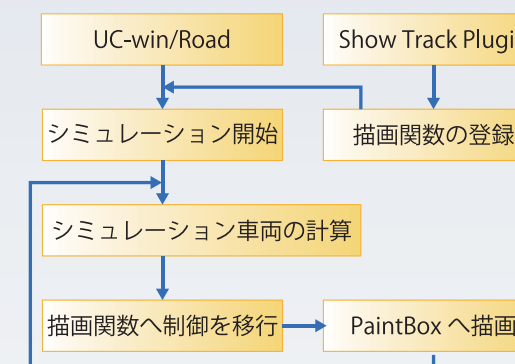 UC-win/Road
Show Track Plugi
シミュレーション開始
描画関数の登録
シミュレーション車両の計算
描画関数へ制御を移行
PaintBox へ描画